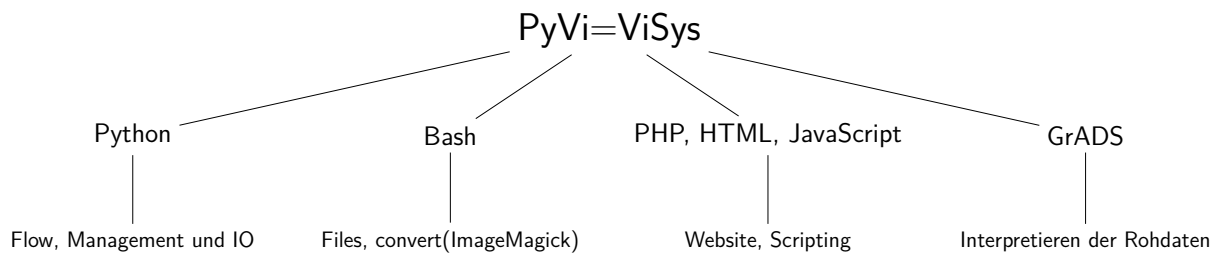 PyVi=ViSys
Python
Bash
PHP, HTML, JavaScript
GrADS
Flow, Management und IO
Files, convert(ImageMagick)
Website, Scripting
Interpretieren der Rohdaten